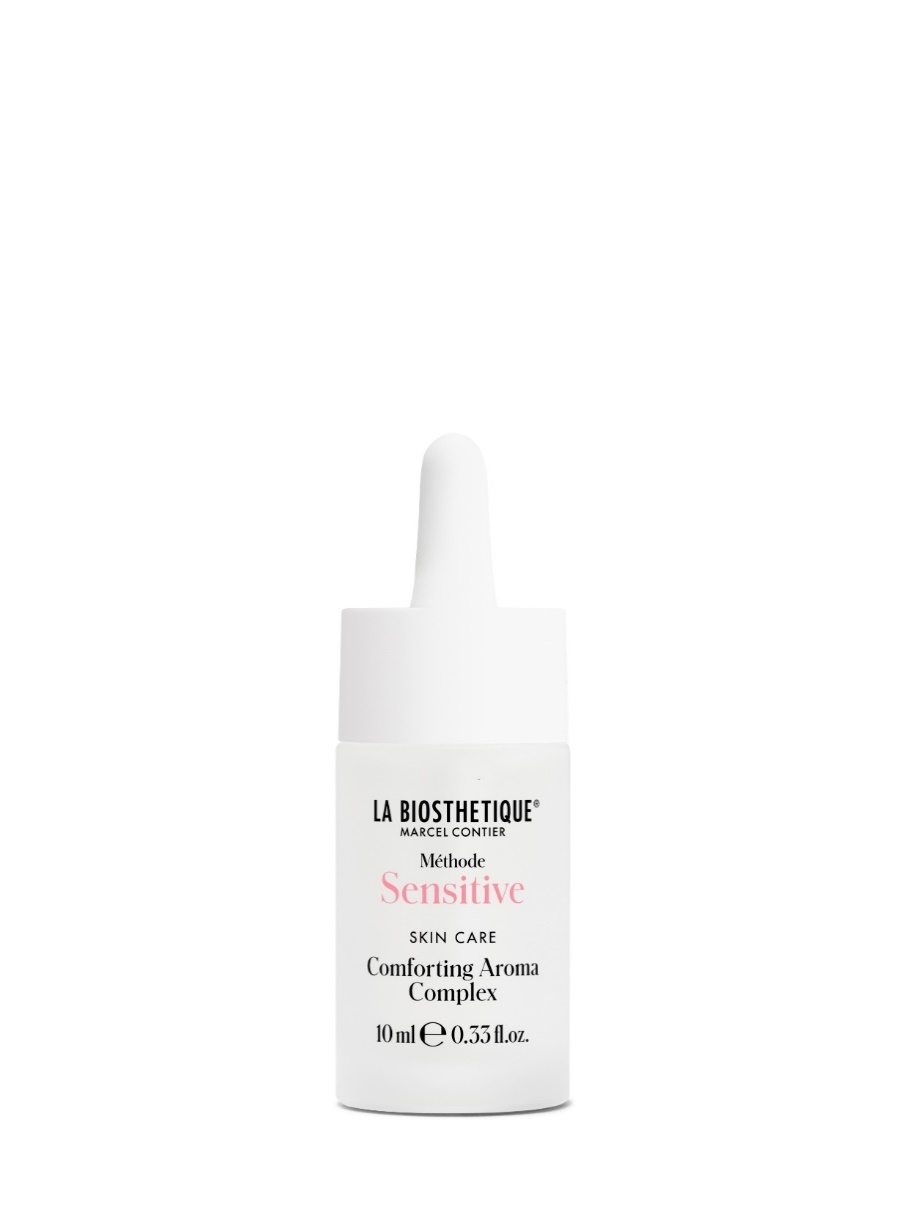 LA BIOSTHETIQUE®
MARCEL CONTIER
Méthode
Sensitive
SKIN CARE
Comforting Aroma
Complex
10 ml ℮ 0.33 fl.oz.